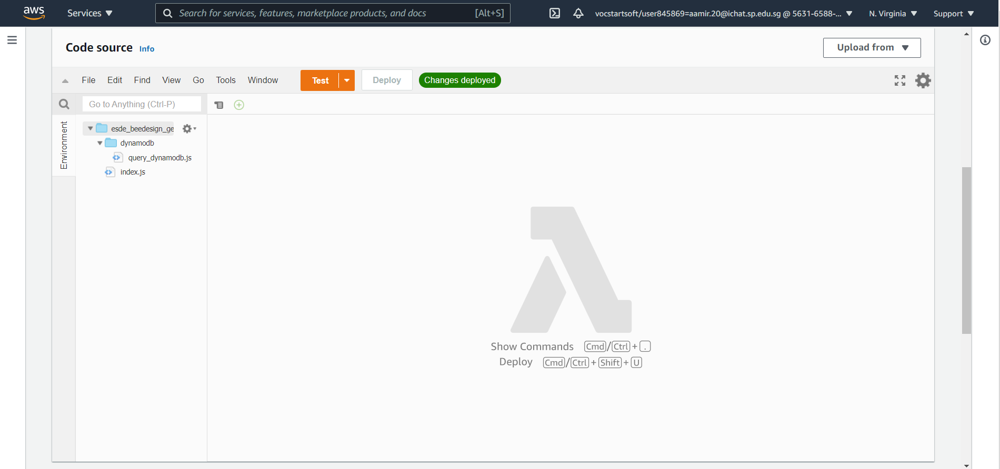 aws Services Search for services, features, marketplace products, and docs [Alt+S] vocstartsoft/user845869=aamir.20@ichat.sp.edu.sg @ 5631-6588-... N. Virginia Support
Code source Info Upload from
File Edit Find View Go Tools Window Test Deploy Changes deployed
Go to Anything (Ctrl-P)
Environment
esde_beedesign_ge
dynamodb
query_dynamodb.js
index.js
Show Commands Cmd/Ctrl+.
Deploy Cmd/Ctrl+Shift+U